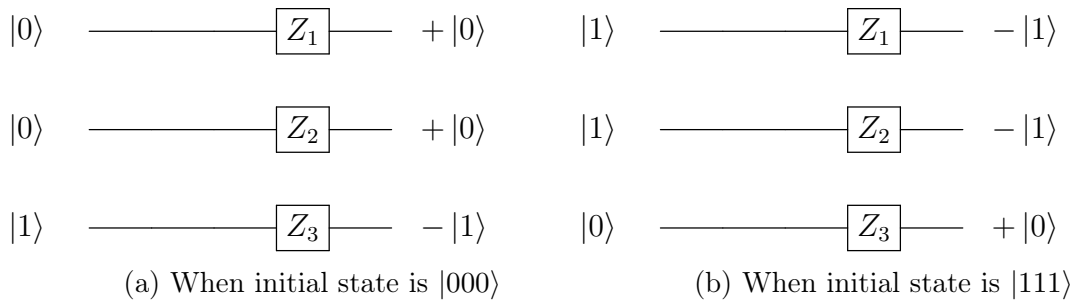 |0⟩ Z₁ + |0⟩ |1⟩ Z₁ − |1⟩
|0⟩ Z₂ + |0⟩ |1⟩ Z₂ − |1⟩
|1⟩ Z₃ − |1⟩ |0⟩ Z₃ + |0⟩
(a) When initial state is |000⟩ (b) When initial state is |111⟩